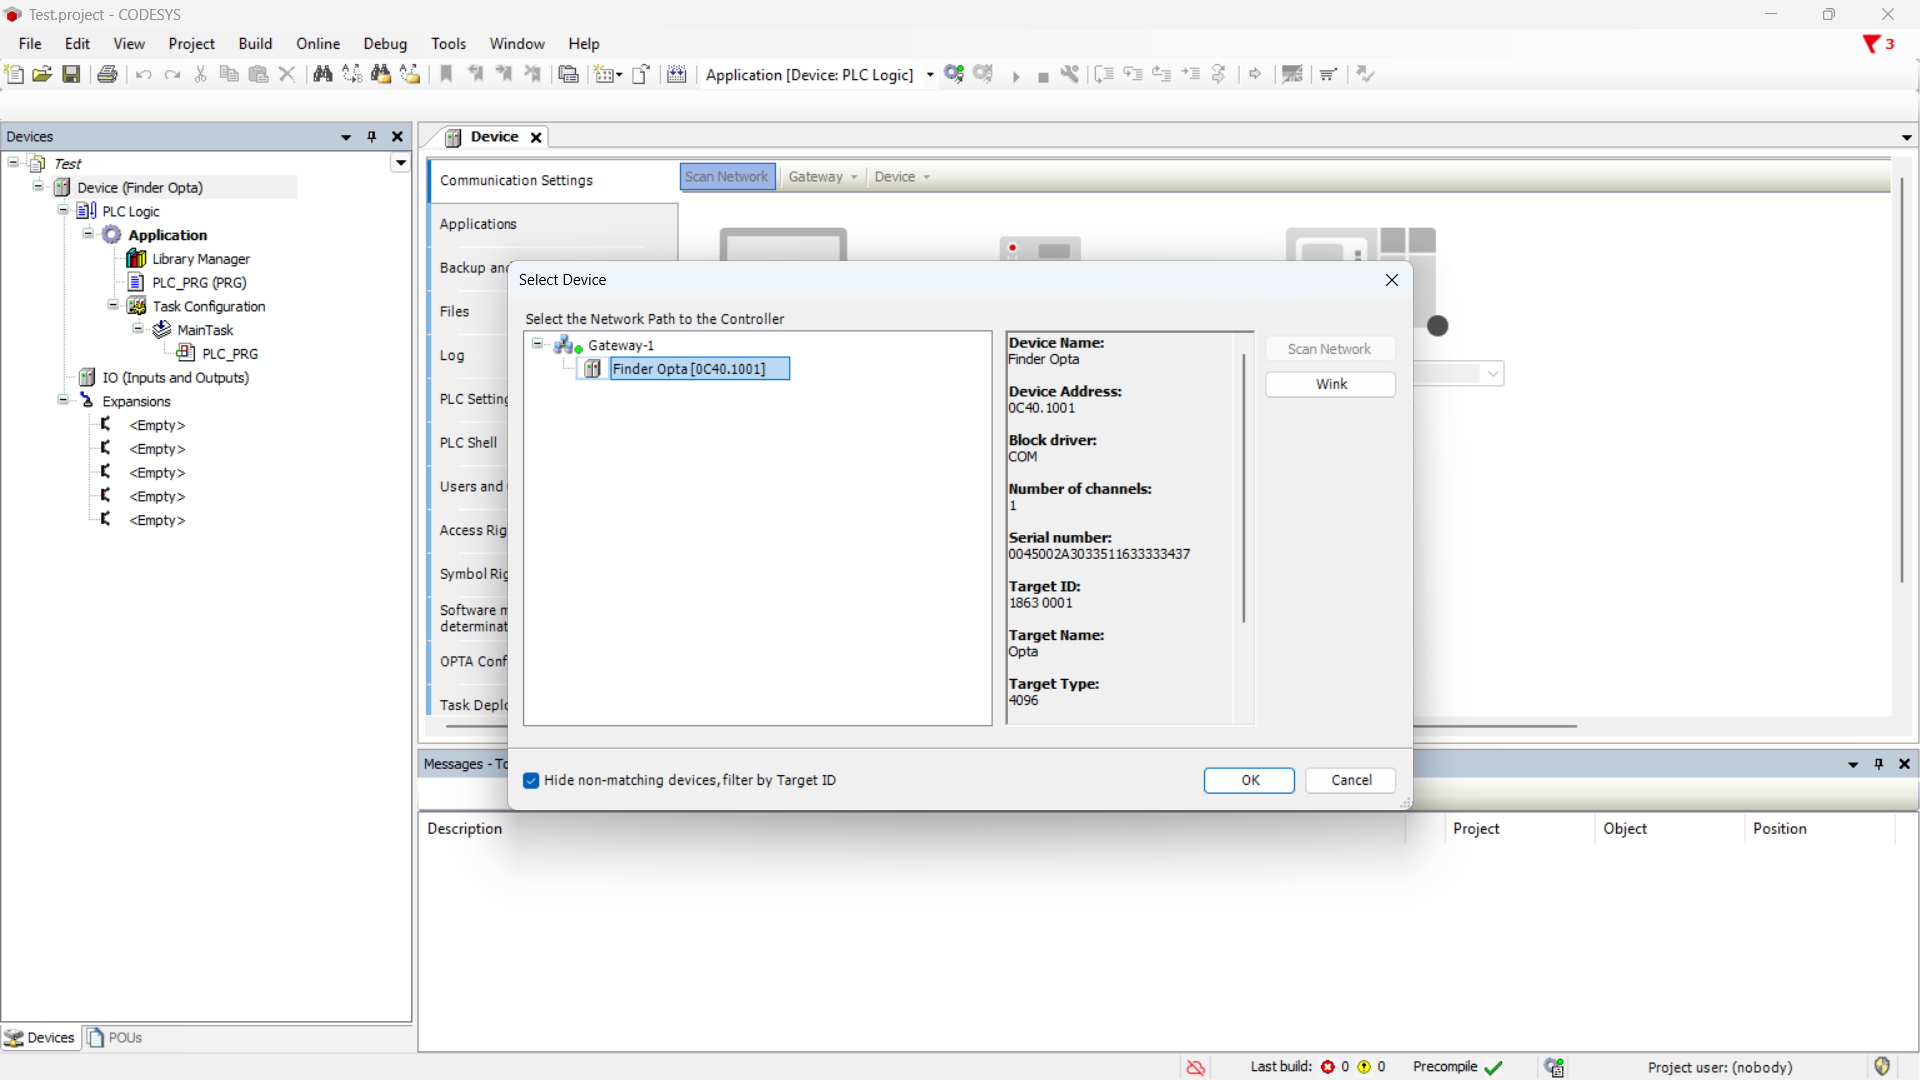 Test.project - CODESYS
File Edit View Project Build Online Debug Tools Window Help
3
Application [Device: PLC Logic]
Devices
Test
Device (Finder Opta)
PLC Logic
Application
Library Manager
PLC_PRG (PRG)
Task Configuration
MainTask
PLC_PRG
IO (Inputs and Outputs)
Expansions
<Empty>
<Empty>
<Empty>
<Empty>
<Empty>
Devices POUs
Device
Communication Settings
Scan Network Gateway Device
Applications
Backup and
Files
Log
PLC Setting
PLC Shell
Users and
Access Rig
Symbol Rig
Software m
determinat
OPTA Conf
Task Deplo
Select Device
Select the Network Path to the Controller
Gateway-1
Finder Opta [0C40.1001]
Device Name:
Finder Opta
Device Address:
0C40.1001
Block driver:
COM
Number of channels:
1
Serial number:
0045002A3033511633333437
Target ID:
1863 0001
Target Name:
Opta
Target Type:
4096
Scan Network
Wink
Hide non-matching devices, filter by Target ID
OK Cancel
Messages - To
Description Project Object Position
Last build: 0 0 Precompile Project user: (nobody)